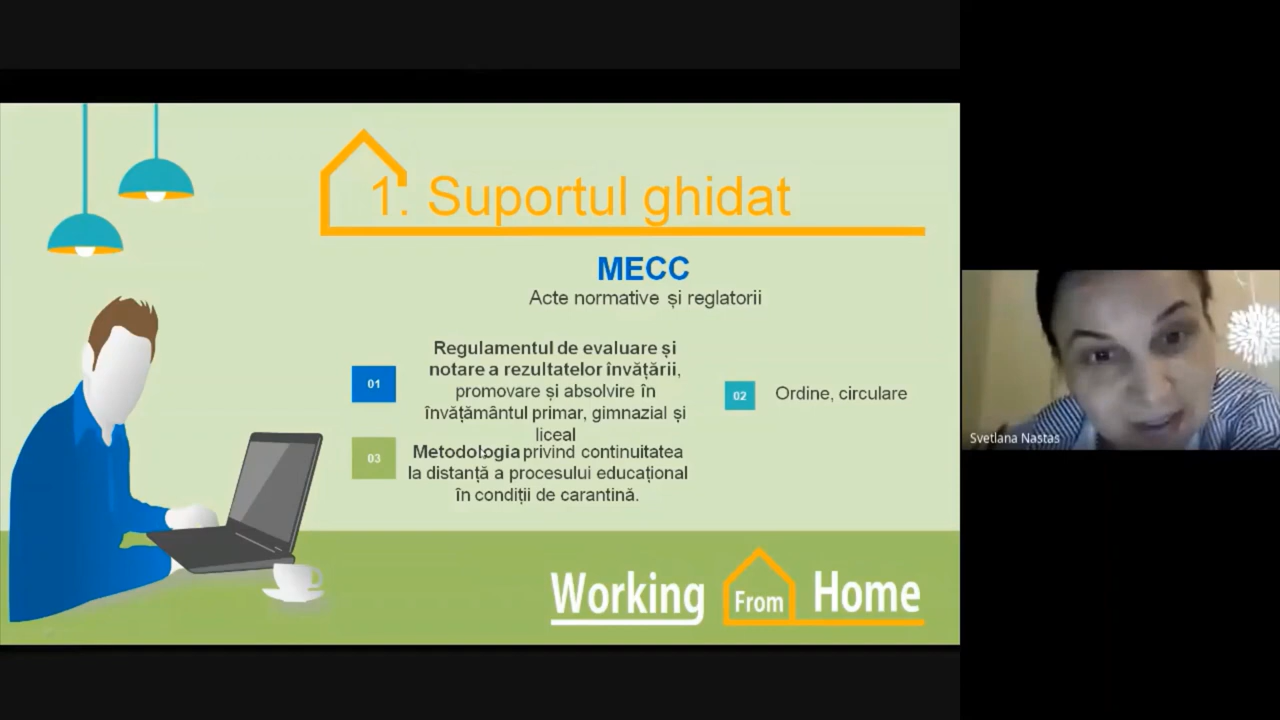 1. Suportul ghidat
MECC
Acte normative și reglatorii
01
Regulamentul de evaluare și
notare a rezultatelor învățării,
promovare și absolvire în
învățământul primar, gimnazial și
liceal
02
Ordine, circulare
03
Metodologia privind continuitatea
la distanță a procesului educațional
în condiții de carantină.
Working From Home
Svetlana Nastas